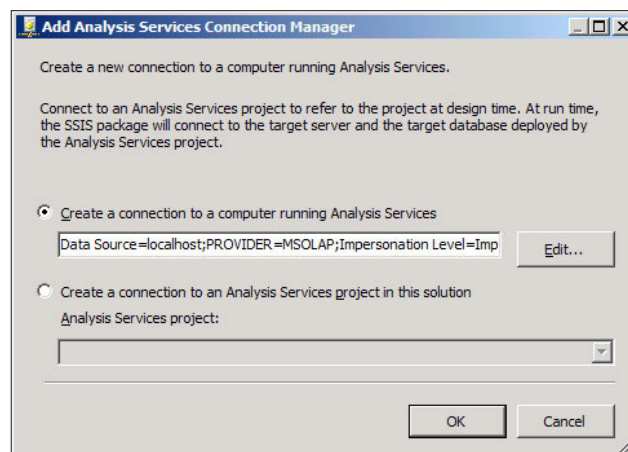 Add Analysis Services Connection Manager
Create a new connection to a computer running Analysis Services.
Connect to an Analysis Services project to refer to the project at design time. At run time,
the SSIS package will connect to the target server and the target database deployed by
the Analysis Services project.
Create a connection to a computer running Analysis Services
Data Source=localhost;PROVIDER=MSOLAP;Impersonation Level=Imp
Edit...
Create a connection to an Analysis Services project in this solution
Analysis Services project:
OK
Cancel